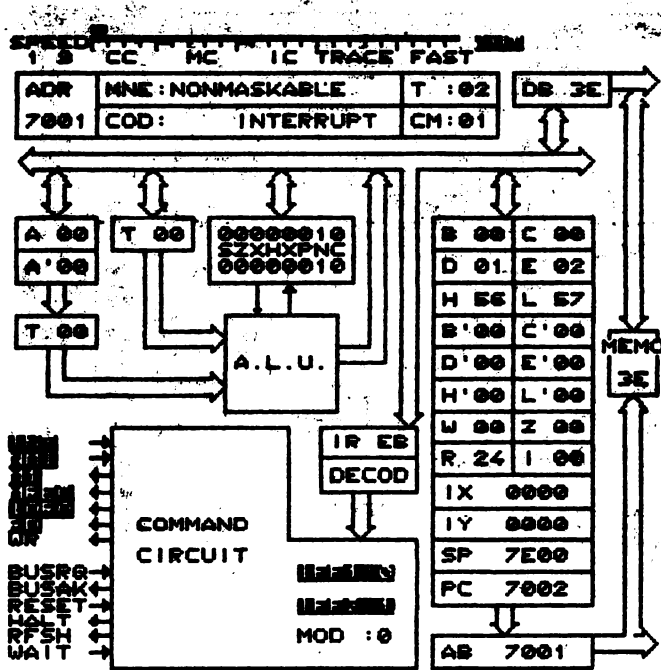 SPEED
1 9 CC MC IC TRACE FAST
ADR MNE:NONMASKABLE T :02 DB 3E
7001 COD: INTERRUPT CM:01
A 00 T 00 00000010 B 00 C 00
SZXHXPNC
A'00 00000010 D 01 E 02
H 56 L 57
T 00 B'00 C'00 MEMO
A.L.U. D'00 E'00 3E
H'00 L'00
IR EB W 00 Z 00
DECOD R 24 I 00
IX 0000
COMMAND IY 0000
WR
CIRCUIT SP 7E00
BUSRQ
BUSAK PC 7002
RESET
HALT
RFSH MOD :0
WAIT AB 7001